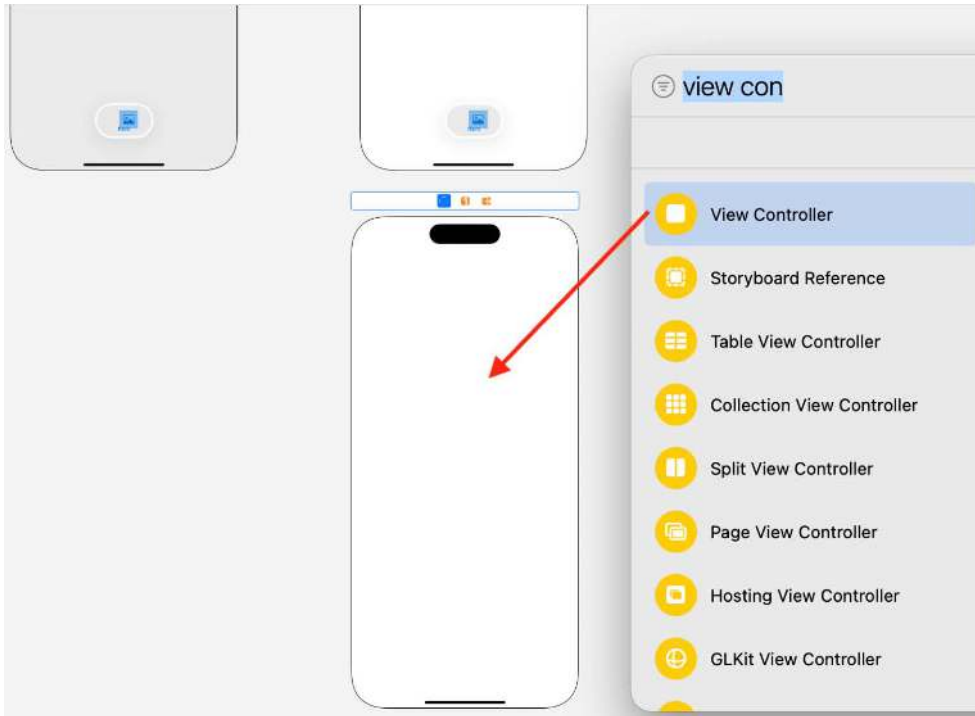 view con
View Controller
Storyboard Reference
Table View Controller
Collection View Controller
Split View Controller
Page View Controller
Hosting View Controller
GLKit View Controller